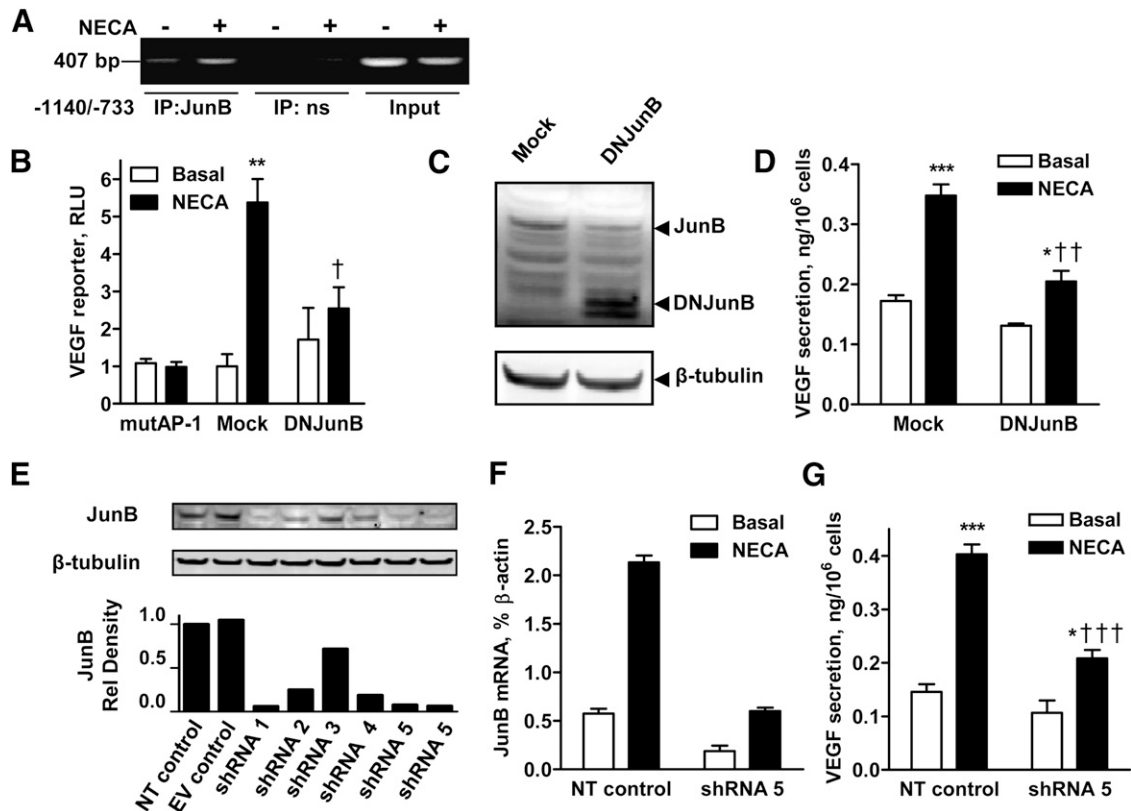 A
NECA - + - + - +
407 bp
-1140/-733 IP:JunB IP: ns Input
B
VEGF reporter, RLU
6
5
4
3
2
1
0
Basal
NECA
**
†
mutAP-1 Mock DNJunB
C
Mock DNJunB
JunB
DNJunB
β-tubulin
D
VEGF secretion, ng/10⁶ cells
0.4
0.3
0.2
0.1
0.0
Basal
NECA
***
*††
Mock DNJunB
E
JunB
β-tubulin
JunB
Rel Density
1.0
0.5
0.0
NT control
EV control
shRNA 1
shRNA 2
shRNA 3
shRNA 4
shRNA 5
shRNA 5
F
JunB mRNA, % β-actin
2.5
2.0
1.5
1.0
0.5
0.0
Basal
NECA
NT control shRNA 5
G
VEGF secretion, ng/10⁶ cells
0.4
0.3
0.2
0.1
0.0
Basal
NECA
***
*†††
NT control shRNA 5